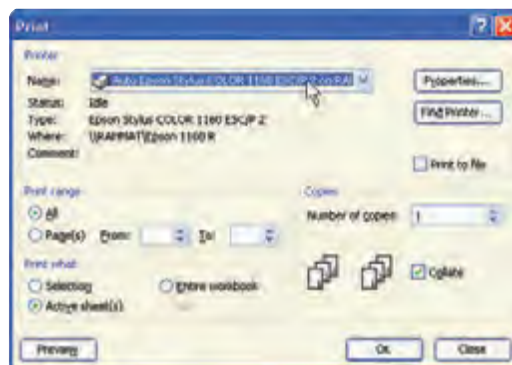 Print
Printer
Name: Auto Epson Stylus COLOR 1160 ESC/P 2 on RA Properties...
Status: Idle Find Printer...
Type: Epson Stylus COLOR 1160 ESC/P 2
Where: \\RAHMAT\Epson 1160 R
Comment: Print to file
Print range Copies
All Number of copies: 1
Page(s) From: To:
Print what
Selection Entire workbook Collate
Active sheet(s)
Preview OK Close